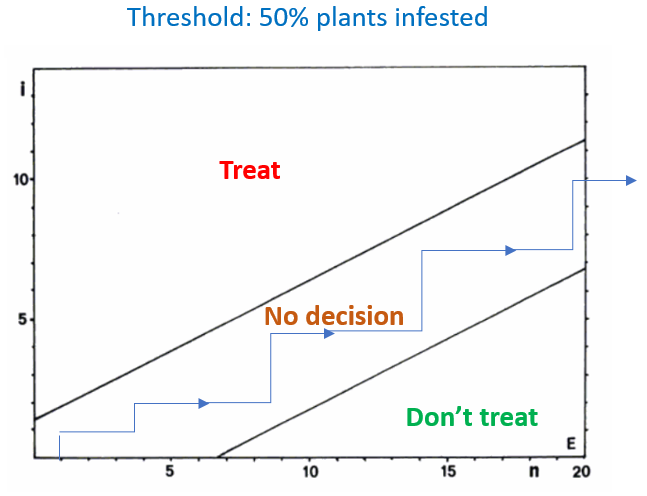 Threshold: 50% plants infested
i
Treat
10
5
No decision
Don't treat
E
5 10 15 n 20